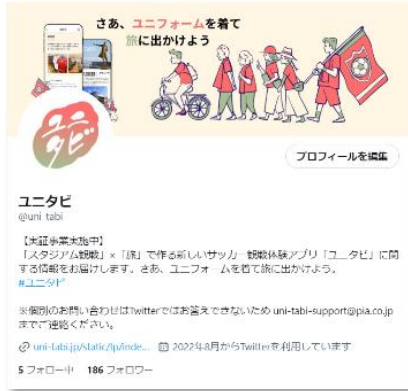 さあ、ユニフォームを着て
旅に出かけよう
ユニ
タビ
プロフィールを編集
ユニタビ
@uni_tabi
【実証事業実施中】
「スタジアム観戦」×「旅」で作る新しいサッカー観戦体験アプリ「ユニタビ」に関
する情報をお届けします。さあ、ユニフォームを着て旅に出かけよう。
#ユニタビ
※個別のお問い合わせはTwitterではお答えできないため uni-tabi-support@pia.co.jp
までご連絡ください。
uni-tabi.jp/static/lp/inde... 2022年8月からTwitterを利用しています
5 フォロー中 186 フォロワー